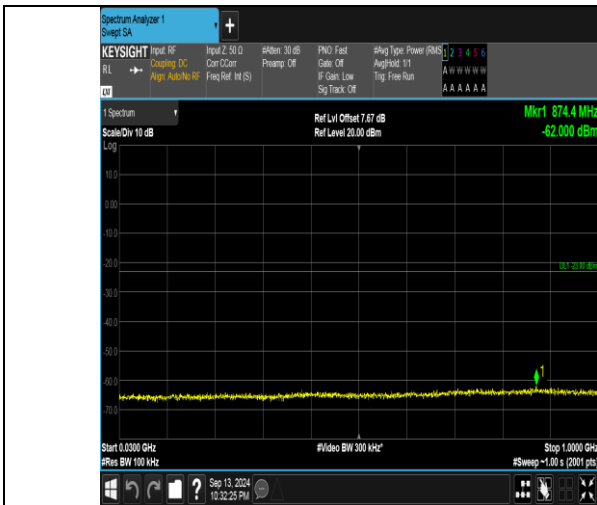 Spectrum Analyzer 1
Swept SA
+
KEYSIGHT Input: RF Input Z: 50 Ω #Atten: 30 dB PNO: Fast #Avg Type: Power (RMS 1 2 3 4 5 6
RL Coupling: DC Corr CCorr Preamp: Off Gate: Off Avg|Hold: 1/1 A W W W W W
Align: Auto/No RF Freq Ref: Int (S) IF Gain: Low Trig: Free Run
LXI Sig Track: Off A A A A A A
1 Spectrum Ref Lvl Offset 7.67 dB Mkr1 874.4 MHz
Scale/Div 10 dB Ref Level 20.00 dBm -62.000 dBm
Log
10.0
0.00
-10.0
-20.0
DL1 -23.00 dBm
-30.0
-40.0
-50.0
1
-60.0
-70.0
Start 0.0300 GHz #Video BW 300 kHz* Stop 1.0000 GHz
#Res BW 100 kHz #Sweep ~1.00 s (2001 pts)
? Sep 13, 2024
10:32:25 PM